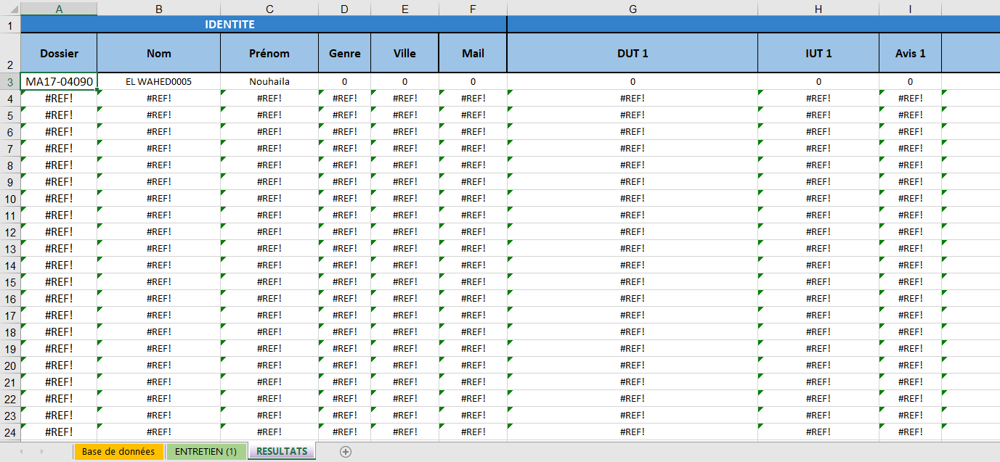 A B C D E F G H I
1 IDENTITE
2 Dossier Nom Prénom Genre Ville Mail DUT 1 IUT 1 Avis 1
3 MA17-04090 EL WAHED0005 Nouhaila 0 0 0 0 0 0
4 #REF! #REF! #REF! #REF! #REF! #REF! #REF! #REF! #REF!
5 #REF! #REF! #REF! #REF! #REF! #REF! #REF! #REF! #REF!
6 #REF! #REF! #REF! #REF! #REF! #REF! #REF! #REF! #REF!
7 #REF! #REF! #REF! #REF! #REF! #REF! #REF! #REF! #REF!
8 #REF! #REF! #REF! #REF! #REF! #REF! #REF! #REF! #REF!
9 #REF! #REF! #REF! #REF! #REF! #REF! #REF! #REF! #REF!
10 #REF! #REF! #REF! #REF! #REF! #REF! #REF! #REF! #REF!
11 #REF! #REF! #REF! #REF! #REF! #REF! #REF! #REF! #REF!
12 #REF! #REF! #REF! #REF! #REF! #REF! #REF! #REF! #REF!
13 #REF! #REF! #REF! #REF! #REF! #REF! #REF! #REF! #REF!
14 #REF! #REF! #REF! #REF! #REF! #REF! #REF! #REF! #REF!
15 #REF! #REF! #REF! #REF! #REF! #REF! #REF! #REF! #REF!
16 #REF! #REF! #REF! #REF! #REF! #REF! #REF! #REF! #REF!
17 #REF! #REF! #REF! #REF! #REF! #REF! #REF! #REF! #REF!
18 #REF! #REF! #REF! #REF! #REF! #REF! #REF! #REF! #REF!
19 #REF! #REF! #REF! #REF! #REF! #REF! #REF! #REF! #REF!
20 #REF! #REF! #REF! #REF! #REF! #REF! #REF! #REF! #REF!
21 #REF! #REF! #REF! #REF! #REF! #REF! #REF! #REF! #REF!
22 #REF! #REF! #REF! #REF! #REF! #REF! #REF! #REF! #REF!
23 #REF! #REF! #REF! #REF! #REF! #REF! #REF! #REF! #REF!
24 #REF! #REF! #REF! #REF! #REF! #REF! #REF! #REF! #REF!
Base de données ENTRETIEN (1) RESULTATS